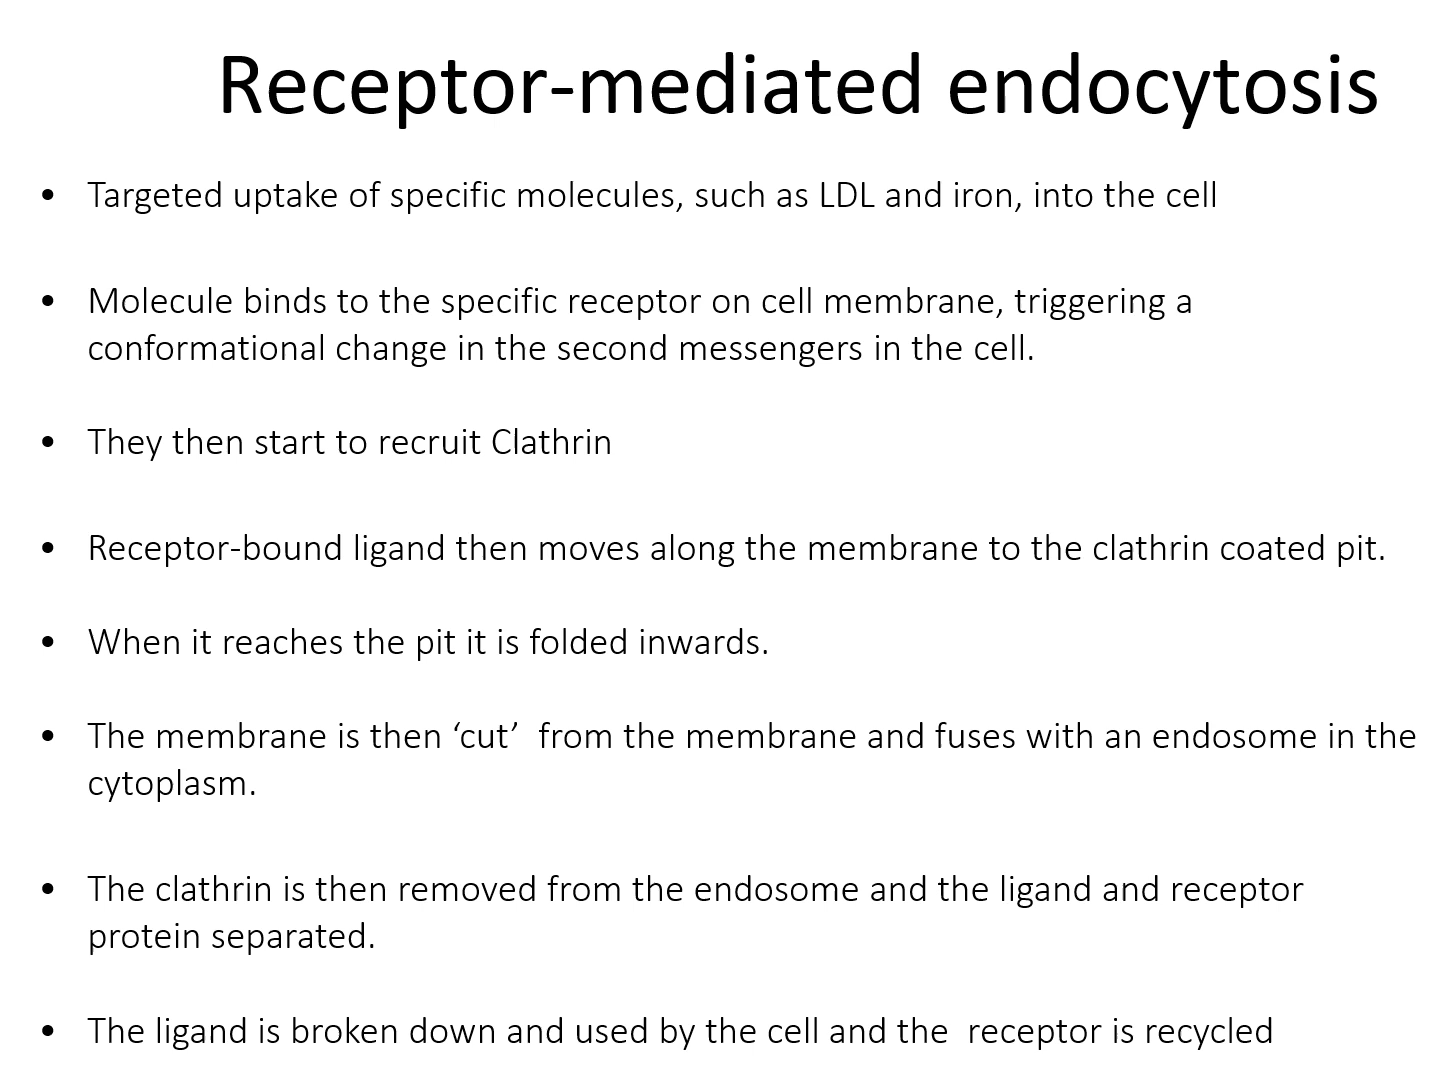 Receptor-mediated endocytosis
• Targeted uptake of specific molecules, such as LDL and iron, into the cell
• Molecule binds to the specific receptor on cell membrane, triggering a
conformational change in the second messengers in the cell.
• They then start to recruit Clathrin
• Receptor-bound ligand then moves along the membrane to the clathrin coated pit.
• When it reaches the pit it is folded inwards.
• The membrane is then ‘cut’  from the membrane and fuses with an endosome in the
cytoplasm.
• The clathrin is then removed from the endosome and the ligand and receptor
protein separated.
• The ligand is broken down and used by the cell and the  receptor is recycled